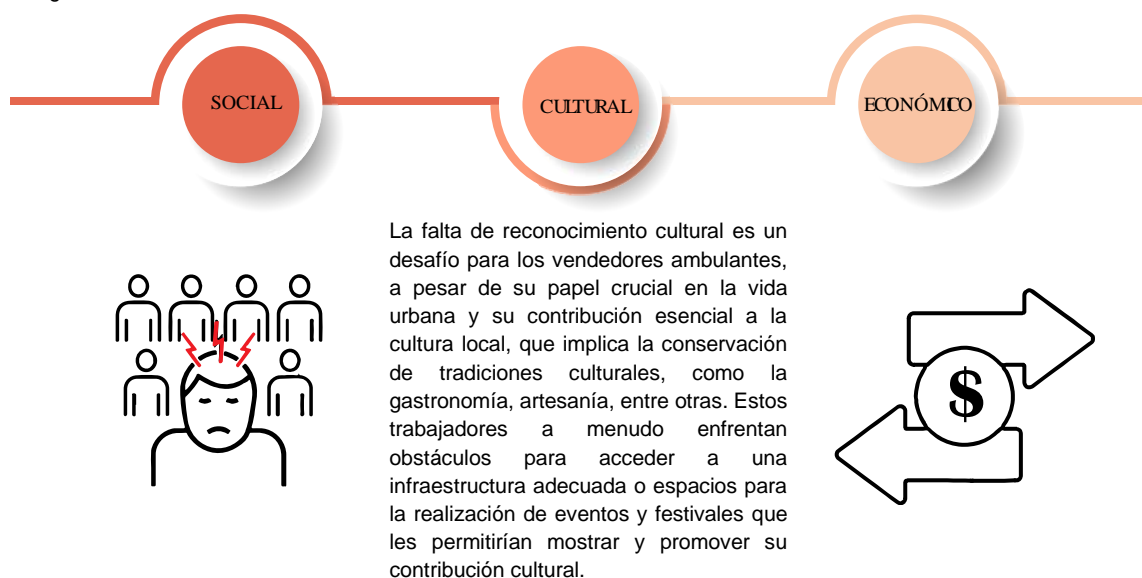 SOCIAL
CULTURAL
ECONÓMICO
La falta de reconocimiento cultural es un
desafío para los vendedores ambulantes,
a pesar de su papel crucial en la vida
urbana y su contribución esencial a la
cultura local, que implica la conservación
de tradiciones culturales, como la
gastronomía, artesanía, entre otras. Estos
trabajadores a menudo enfrentan
obstáculos para acceder a una
infraestructura adecuada o espacios para
la realización de eventos y festivales que
les permitirían mostrar y promover su
contribución cultural.
$